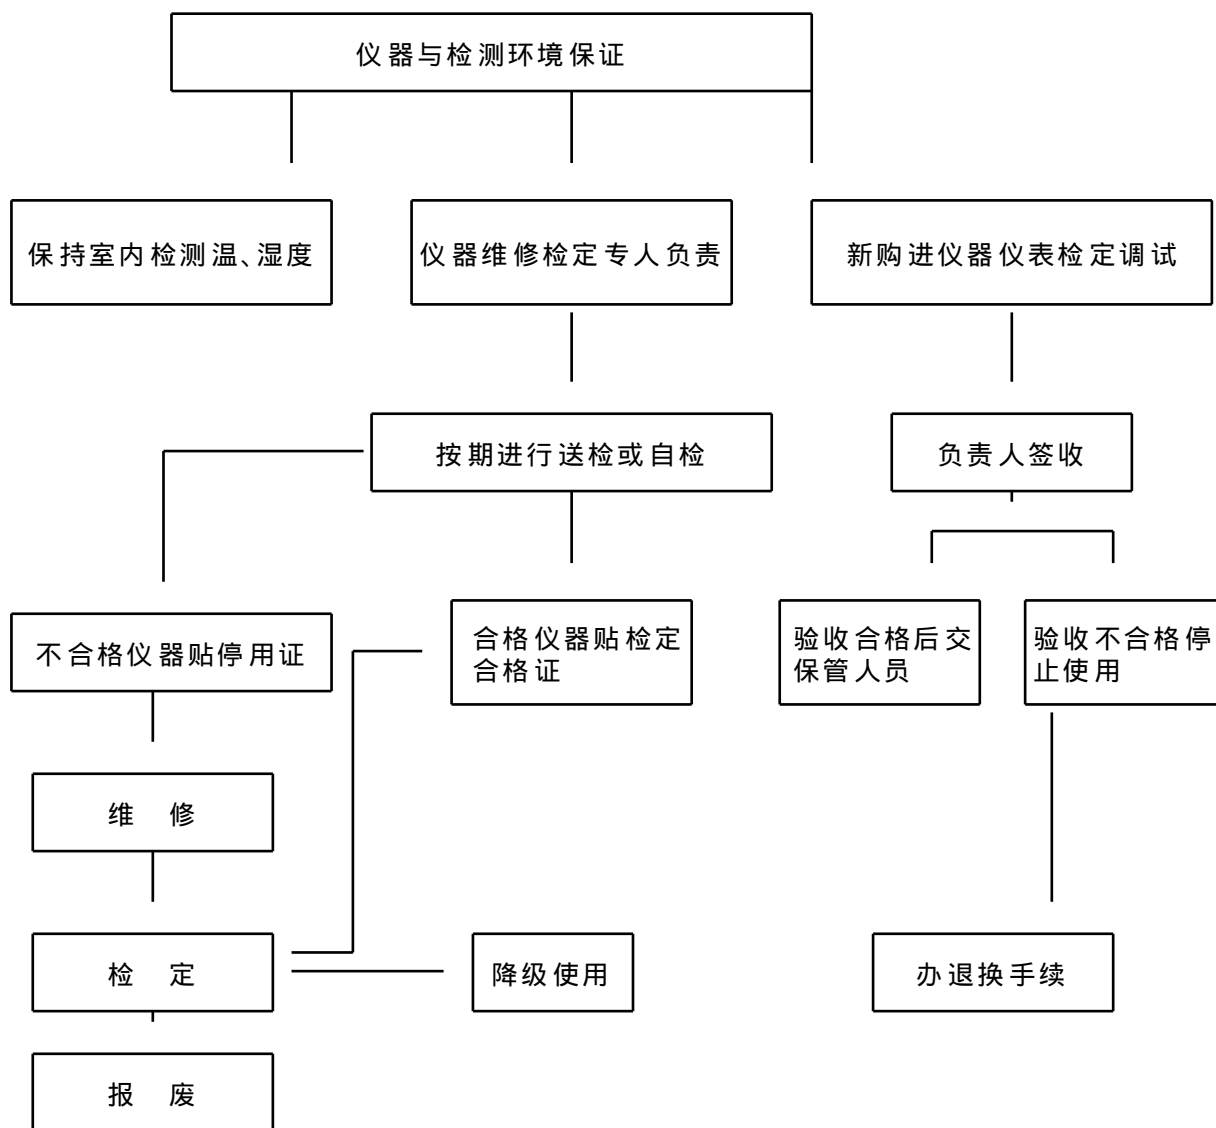 仪器与检测环境保证
保持室内检测温、湿度
仪器维修检定专人负责
新购进仪器仪表检定调试
按期进行送检或自检
负责人签收
不合格仪器贴停用证
合格仪器贴检定
合格证
验收合格后交
保管人员
验收不合格停
止使用
维 修
检 定
降级使用
办退换手续
报 废